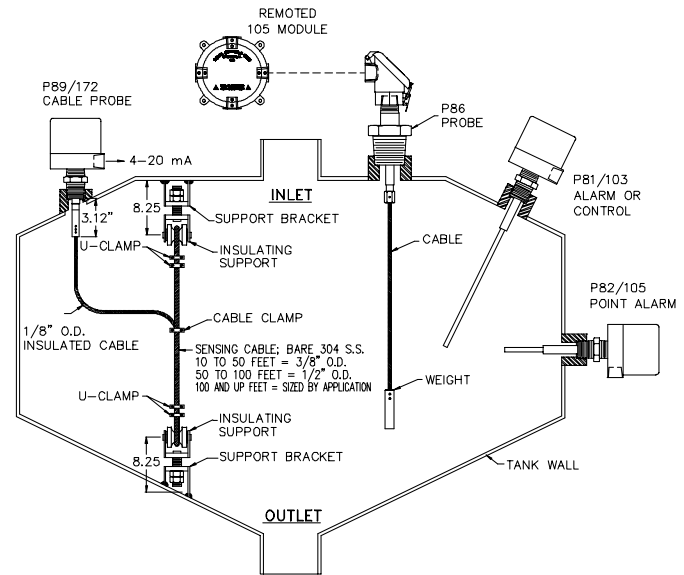 REMOTED
105 MODULE
P89/172
CABLE PROBE
P86
PROBE
4-20 mA
P81/103
ALARM OR
CONTROL
INLET
8.25
SUPPORT BRACKET
3.12"
U-CLAMP
INSULATING
SUPPORT
CABLE
P82/105
POINT ALARM
1/8" O.D.
INSULATED CABLE
CABLE CLAMP
SENSING CABLE; BARE 304 S.S.
10 TO 50 FEET = 3/8" O.D.
50 TO 100 FEET = 1/2" O.D.
100 AND UP FEET = SIZED BY APPLICATION
WEIGHT
U-CLAMP
INSULATING
SUPPORT
8.25
SUPPORT BRACKET
TANK WALL
OUTLET